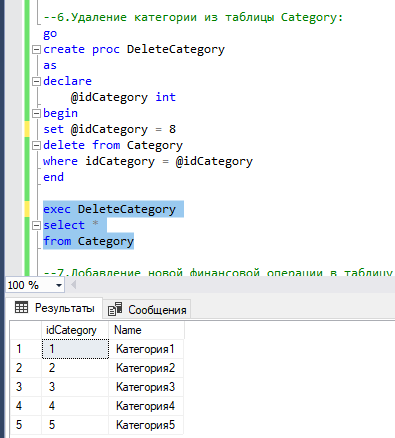 --6.Удаление категории из таблицы Category:
go
create proc DeleteCategory
as
declare
@idCategory int
begin
set @idCategory = 8
delete from Category
where idCategory = @idCategory
end
exec DeleteCategory
select *
from Category
--7.Добавление новой финансовой операции в таблицу
100 %
Результаты Сообщения
idCategory Name
1 1 Категория1
2 2 Категория2
3 3 Категория3
4 4 Категория4
5 5 Категория5